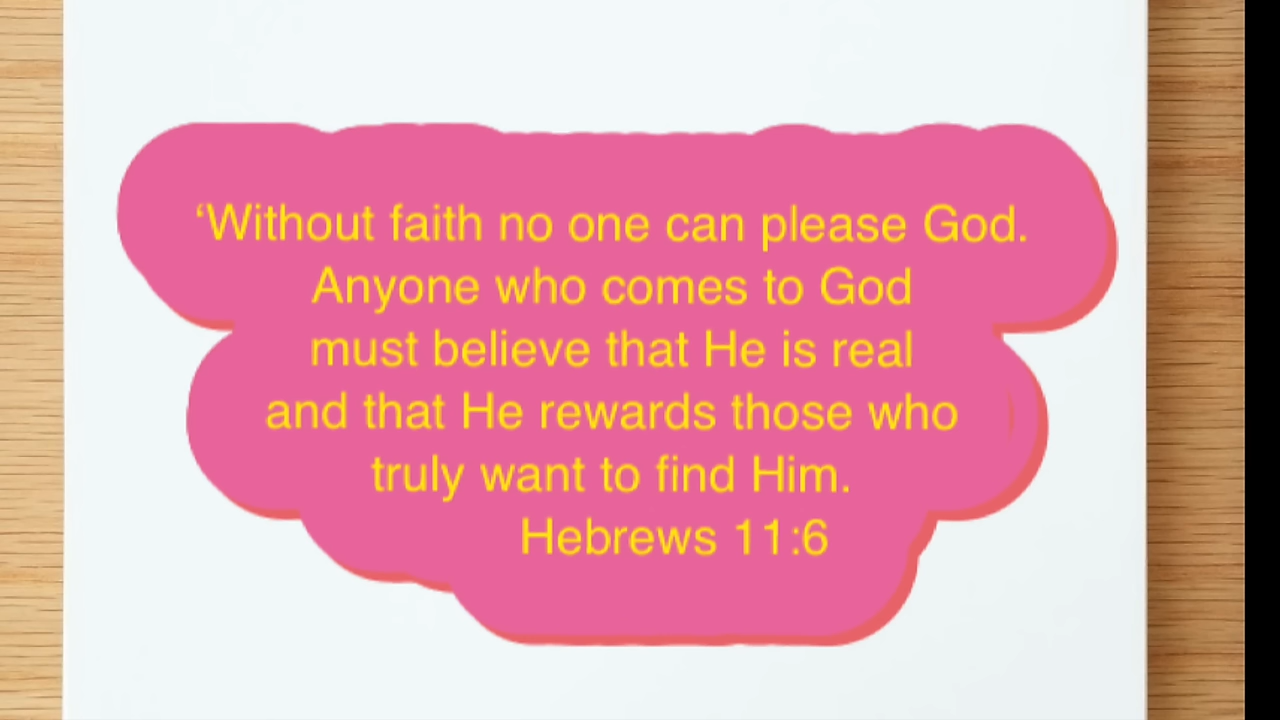 ‘Without faith no one can please God.
Anyone who comes to God
must believe that He is real
and that He rewards those who
truly want to find Him.
Hebrews 11:6